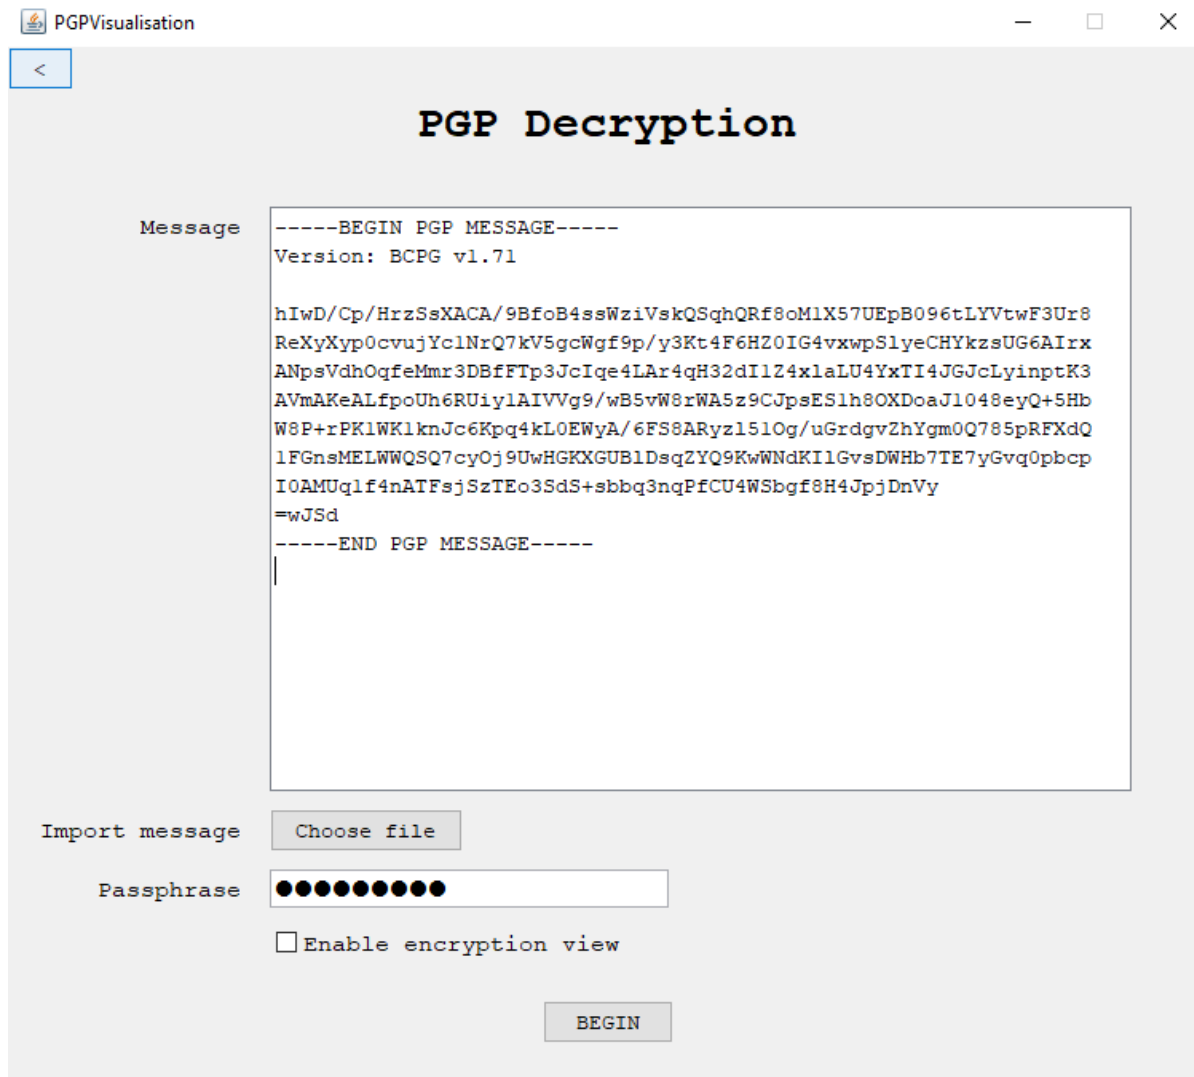 PGPVisualisation
<
PGP Decryption
Message
-----BEGIN PGP MESSAGE-----
Version: BCPG v1.71
hIwD/Cp/HrzSsXACA/9BfoB4ssWziVskQSqhQRf8oM1X57UEpB096tLYVtwF3Ur8
ReXyXyp0cvujYc1NrQ7kV5gcWgf9p/y3Kt4F6HZ0IG4vxwpSlyeCHYkzsUG6AIrx
ANpsVdhOqfeMmr3DBfFTp3JcIqe4LAr4qH32dI1Z4xlaLU4YxTI4JGJcLyinptK3
AVmAKeALfpoUh6RUiylAIVVg9/wB5vW8rWA5z9CJpsES1h8OXDoaJ1048eyQ+5Hb
W8P+rPK1WK1knJc6Kpq4kL0EWyA/6FS8ARyzl51Og/uGrdgvZhYgm0Q785pRFXdQ
1FGnsMELWWQSQ7cyOj9UwHGKXGUBlDsqZYQ9KwWNdKIlGvsDWHb7TE7yGvq0pbcp
I0AMUq1f4nATFsjSzTEo3SdS+sbbq3nqPfCU4WSbgf8H4JpjDnVy
=wJSd
-----END PGP MESSAGE-----
Import message
Choose file
Passphrase
Enable encryption view
BEGIN